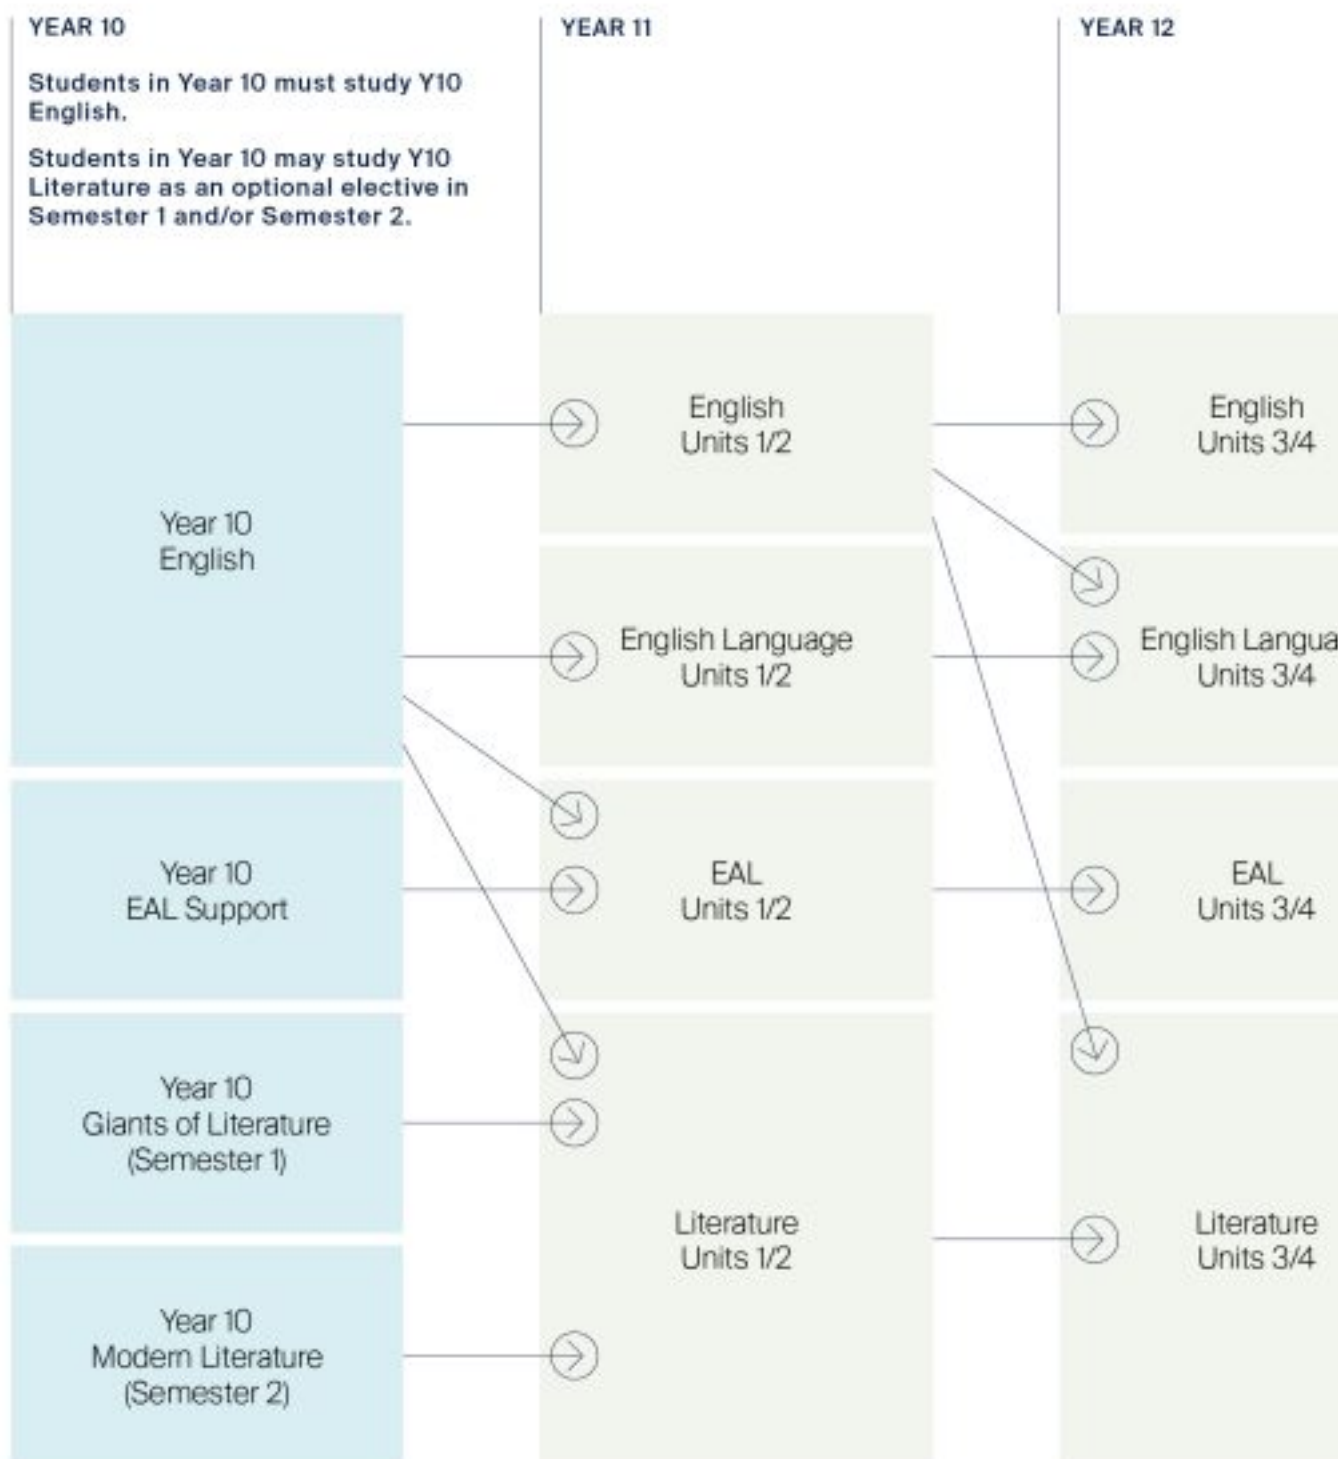 YEAR 10
Students in Year 10 must study Y10
English.
Students in Year 10 may study Y10
Literature as an optional elective in
Semester 1 and/or Semester 2.
YEAR 11
YEAR 12
Year 10
English
English
Units 1/2
English
Units 3/4
English Language
Units 1/2
English Langua
Units 3/4
Year 10
EAL Support
EAL
Units 1/2
EAL
Units 3/4
Year 10
Giants of Literature
(Semester 1)
Literature
Units 1/2
Literature
Units 3/4
Year 10
Modern Literature
(Semester 2)